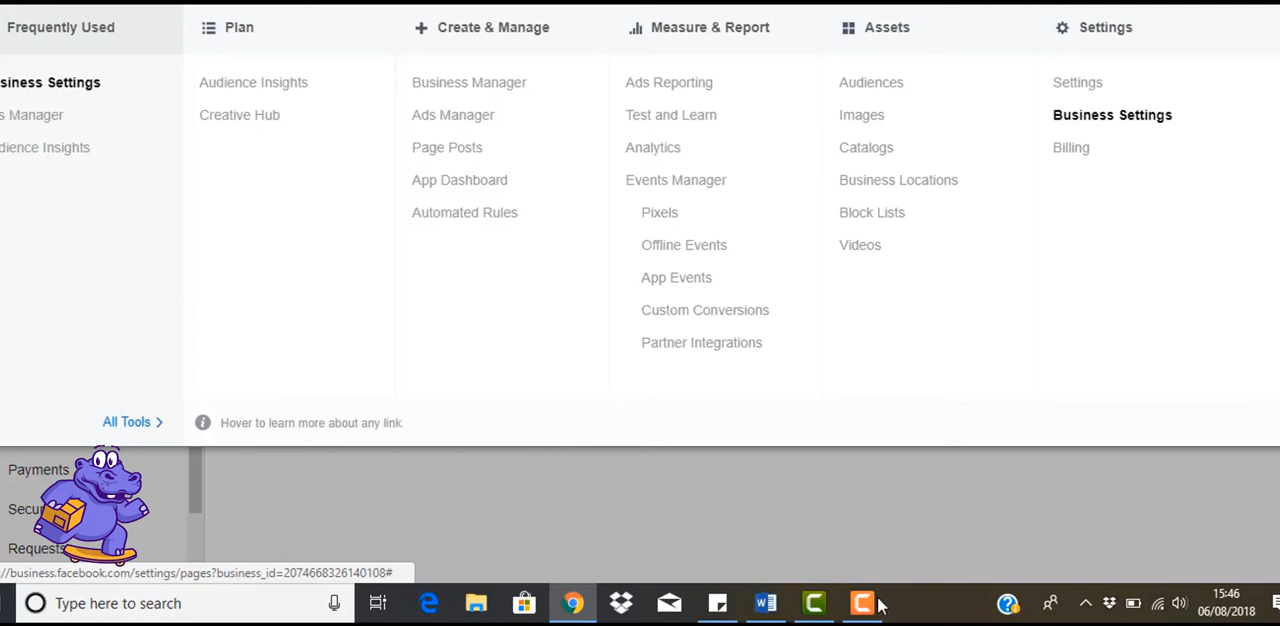 Frequently Used
Plan
Create & Manage
Measure & Report
Assets
Settings
siness Settings
s Manager
dience Insights
All Tools >
Audience Insights
Creative Hub
Business Manager
Ads Manager
Page Posts
App Dashboard
Automated Rules
Ads Reporting
Test and Learn
Analytics
Events Manager
Pixels
Offline Events
App Events
Custom Conversions
Partner Integrations
Audiences
Images
Catalogs
Business Locations
Block Lists
Videos
Settings
Business Settings
Billing
Hover to learn more about any link.
Payments
Secu
Requests
://business.facebook.com/settings/pages?business_id=2074668326140108#
Type here to search
15:46
06/08/2018